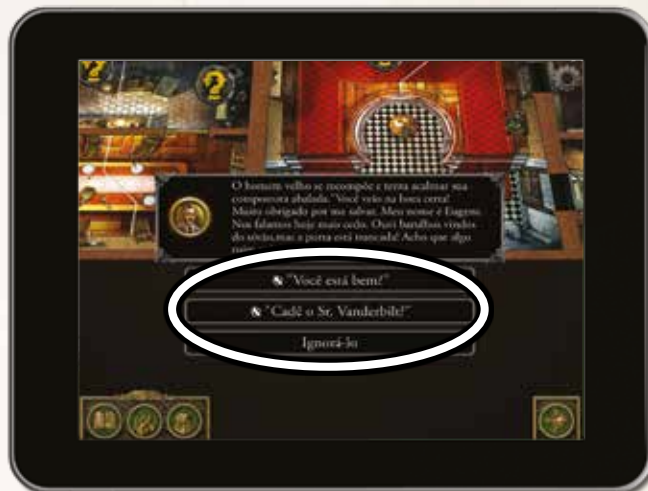 O homem velho se recompõe e tenta acalmar sua
compostura abalada. "Você veio na hora certa!
Muito obrigado por me salvar. Meu nome é Eugene.
Nos falamos hoje mais cedo. Ouvi barulhos vindos
do sótão,mas a porta está trancada! Acho que algo
"Você está bem?"
"Cadê o Sr. Vanderbilt?"
Ignorá-lo